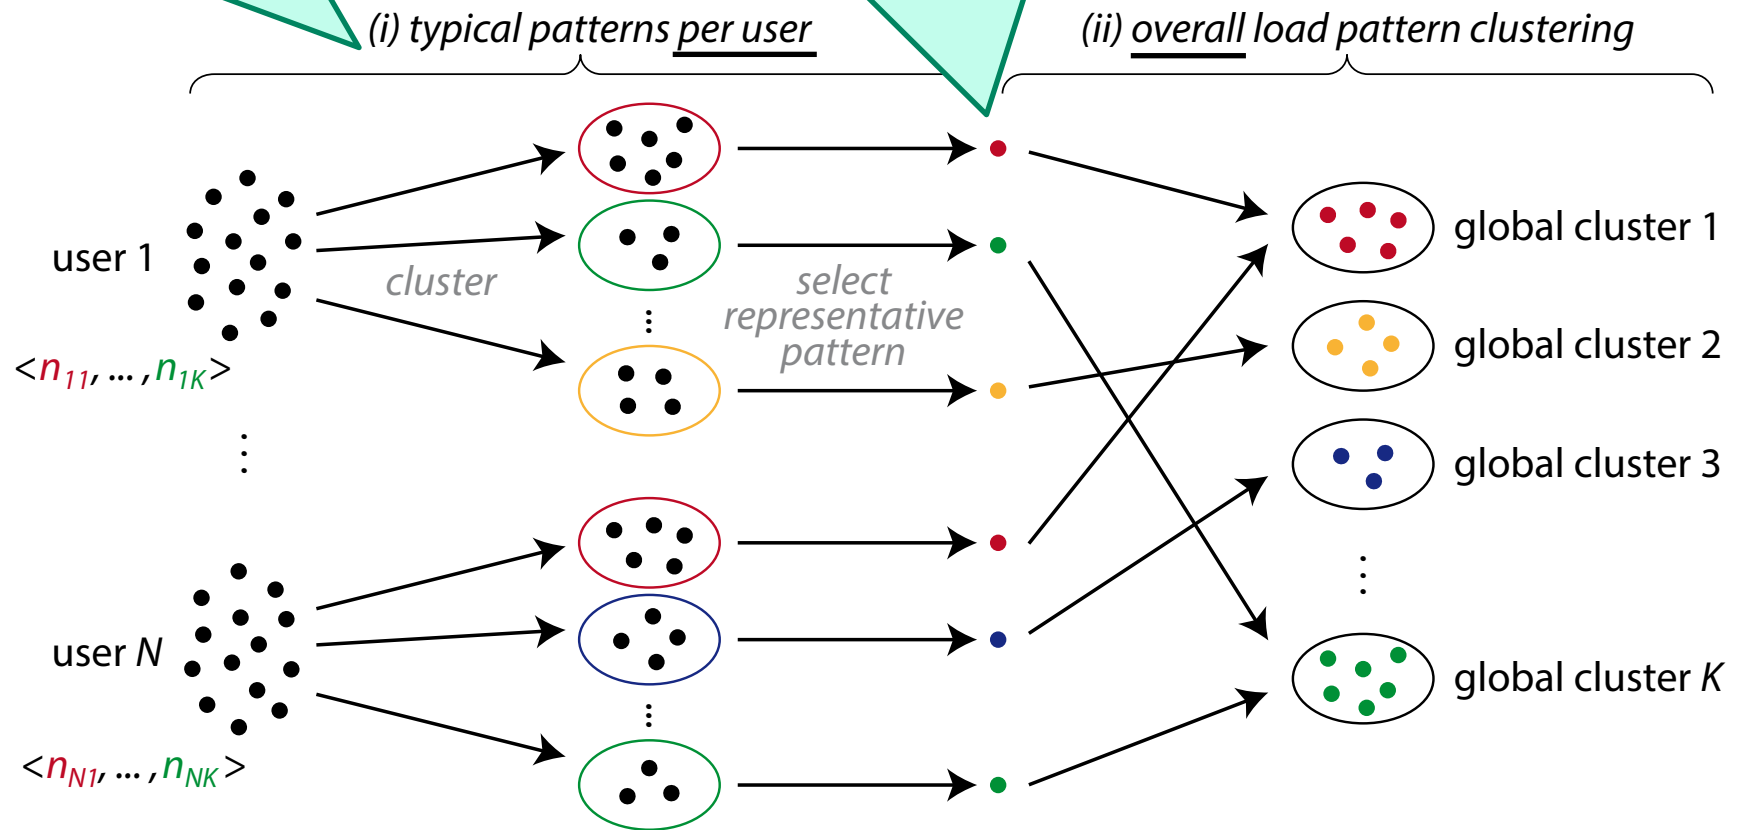 (i) typical patterns per user
(ii) overall load pattern clustering
user 1
cluster
select
representative
pattern
<n11, ... , n1K>
⋮
⋮
user N
⋮
<nN1, ... , nNK>
global cluster 1
global cluster 2
global cluster 3
⋮
global cluster K